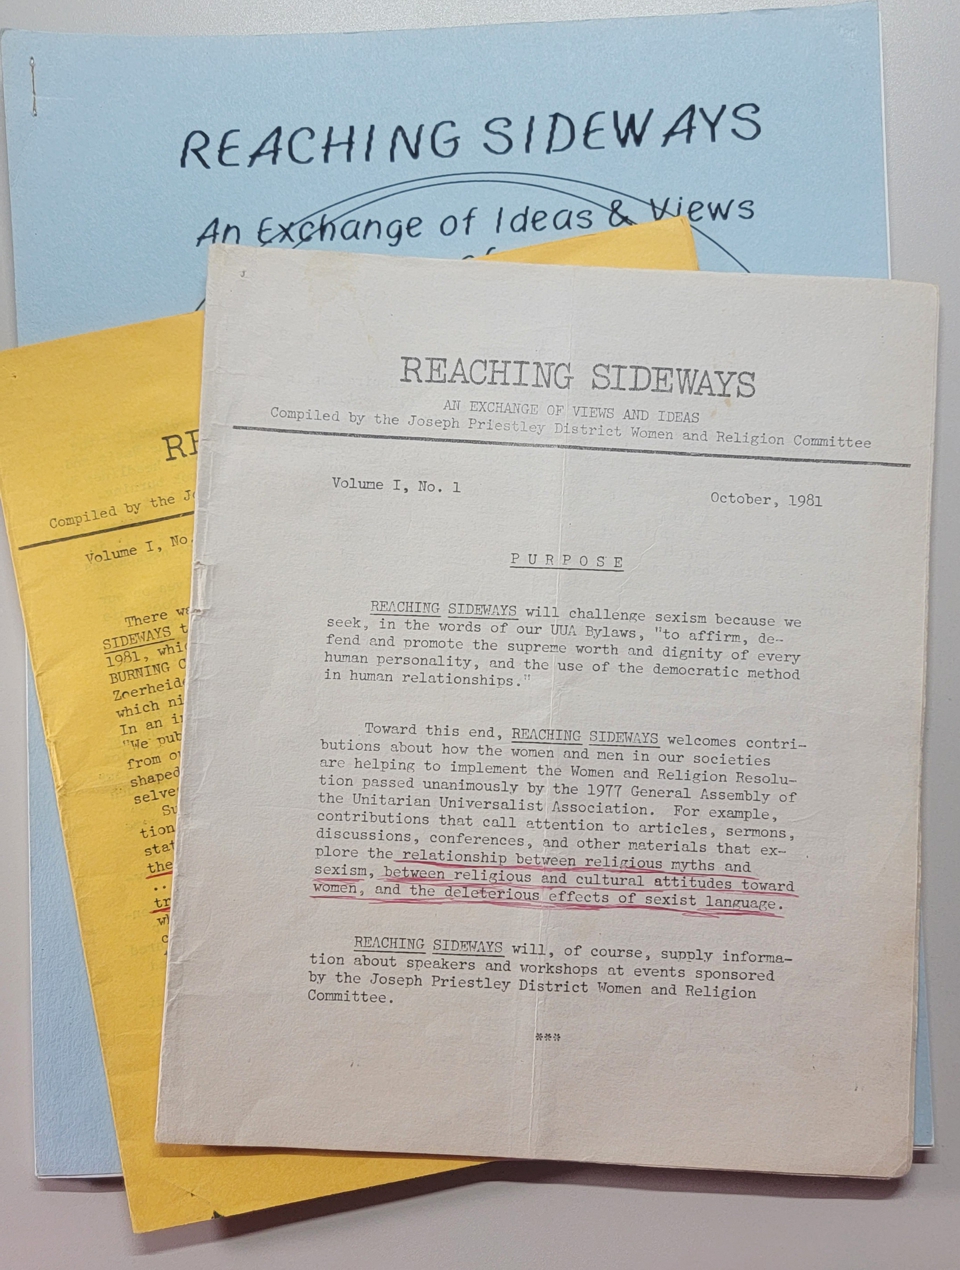 REACHING SIDEWAYS
An Exchange of Ideas & Views
of
Compiled by the
Volume I, No.
There
SIDEWAYS
1981,
BURNING
which
In an
"We
from
shaped
selve
tion
the
..
REACHING SIDEWAYS
AN EXCHANGE OF VIEWS AND IDEAS
Compiled by the Joseph Priestley District Women and Religion Committee
Volume I, No. 1
October, 1981
P U R P O S E
REACHING SIDEWAYS will challenge sexism because we
seek, in the words of our UUA Bylaws, "to affirm, de-
fend and promote the supreme worth and dignity of every
human personality, and the use of the democratic method
in human relationships."
Toward this end, REACHING SIDEWAYS welcomes contri-
butions about how the women and men in our societies
are helping to implement the Women and Religion Resolu-
tion passed unanimously by the 1977 General Assembly of
the Unitarian Universalist Association. For example,
contributions that call attention to articles, sermons,
discussions, conferences, and other materials that ex-
plore the relationship between religious myths and
sexism, between religious and cultural attitudes toward
women, and the deleterious effects of sexist language.
REACHING SIDEWAYS will, of course, supply informa-
tion about speakers and workshops at events sponsored
by the Joseph Priestley District Women and Religion
Committee.
***